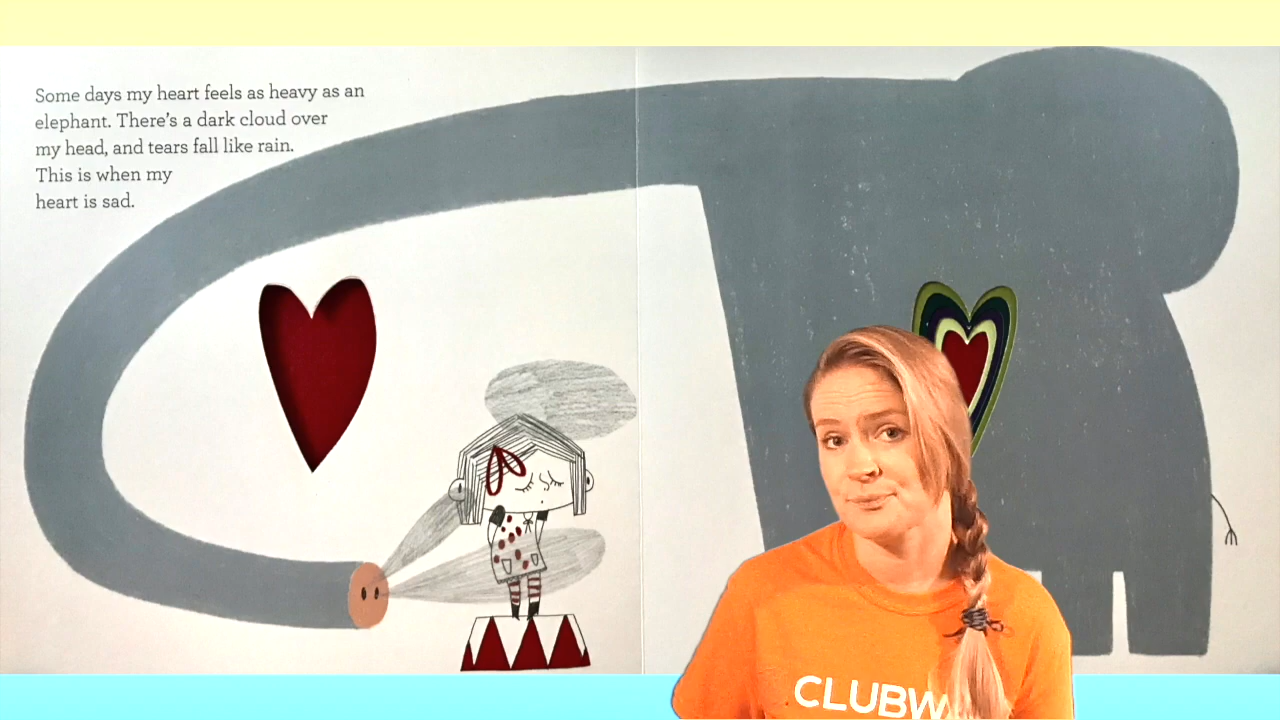 Some days my heart feels as heavy as an
elephant. There's a dark cloud over
my head, and tears fall like rain.
This is when my
heart is sad.
CLUBW